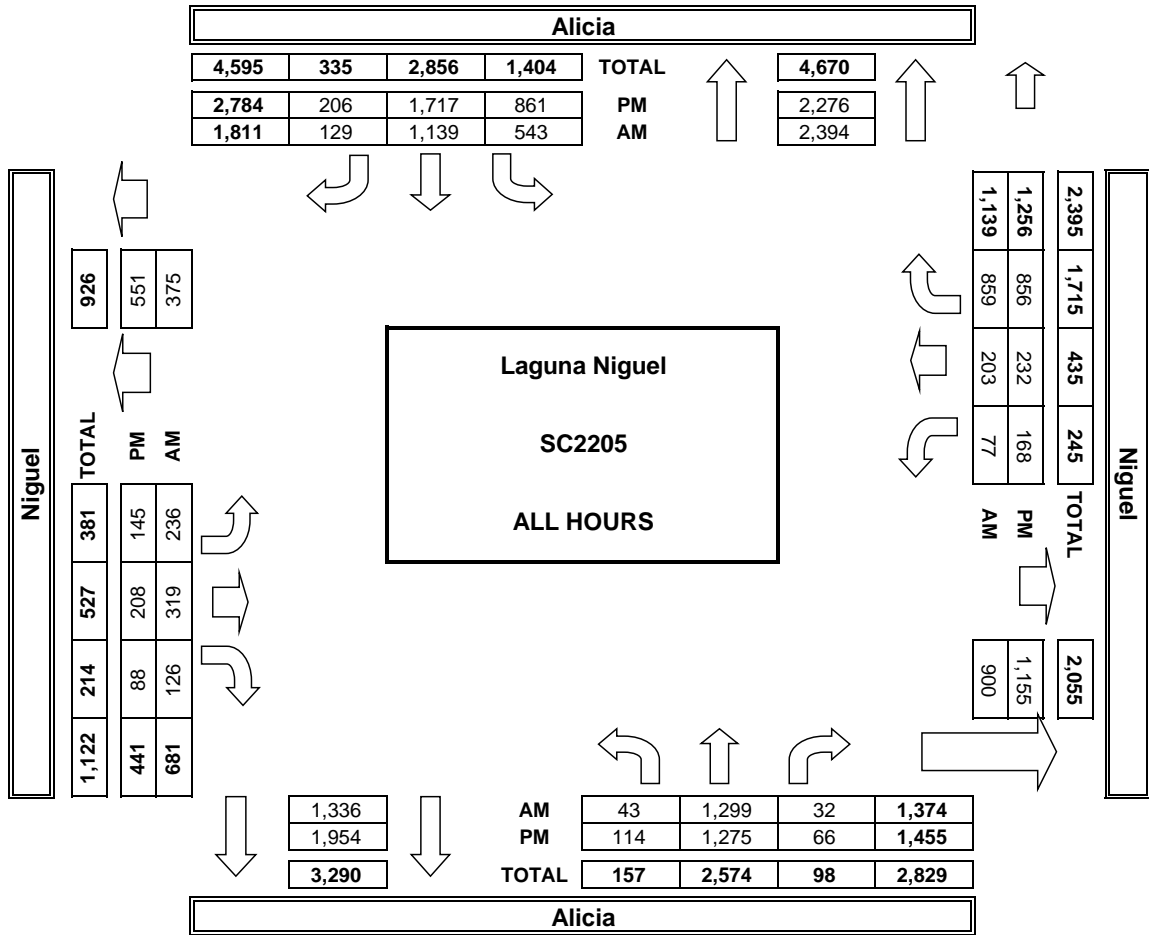 Alicia
4,595 335 2,856 1,404 TOTAL 4,670
2,784 206 1,717 861 PM 2,276
1,811 129 1,139 543 AM 2,394
Niguel
926 551 375
TOTAL PM AM
381 145 236
527 208 319
214 88 126
1,122 441 681
Laguna Niguel
SC2205
ALL HOURS
1,139 1,256 2,395
859 856 1,715
203 232 435
77 168 245
AM PM TOTAL
900 1,155 2,055
Niguel
1,336 AM 43 1,299 32 1,374
1,954 PM 114 1,275 66 1,455
3,290 TOTAL 157 2,574 98 2,829
Alicia